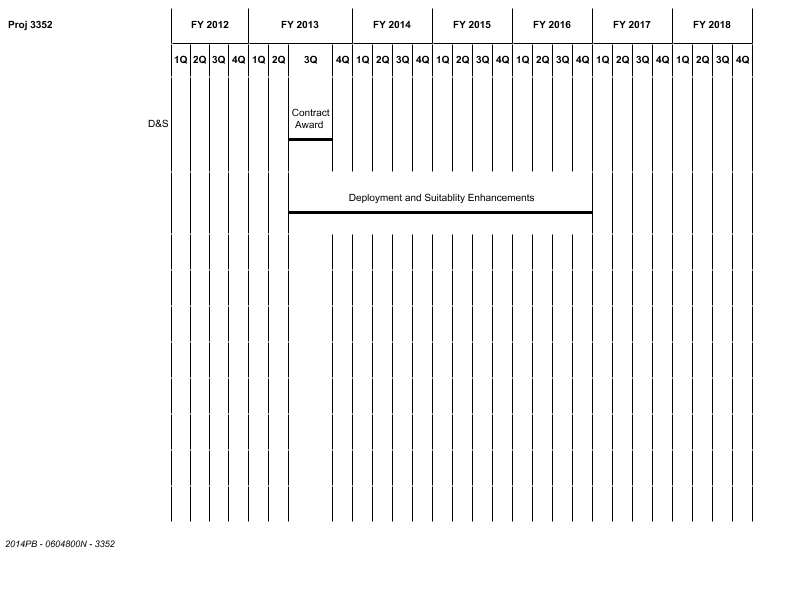 Proj 3352
FY 2012 FY 2013 FY 2014 FY 2015 FY 2016 FY 2017 FY 2018
1Q 2Q 3Q 4Q 1Q 2Q 3Q 4Q 1Q 2Q 3Q 4Q 1Q 2Q 3Q 4Q 1Q 2Q 3Q 4Q 1Q 2Q 3Q 4Q 1Q 2Q 3Q 4Q
D&S
Contract
Award
Deployment and Suitablity Enhancements
2014PB - 0604800N - 3352